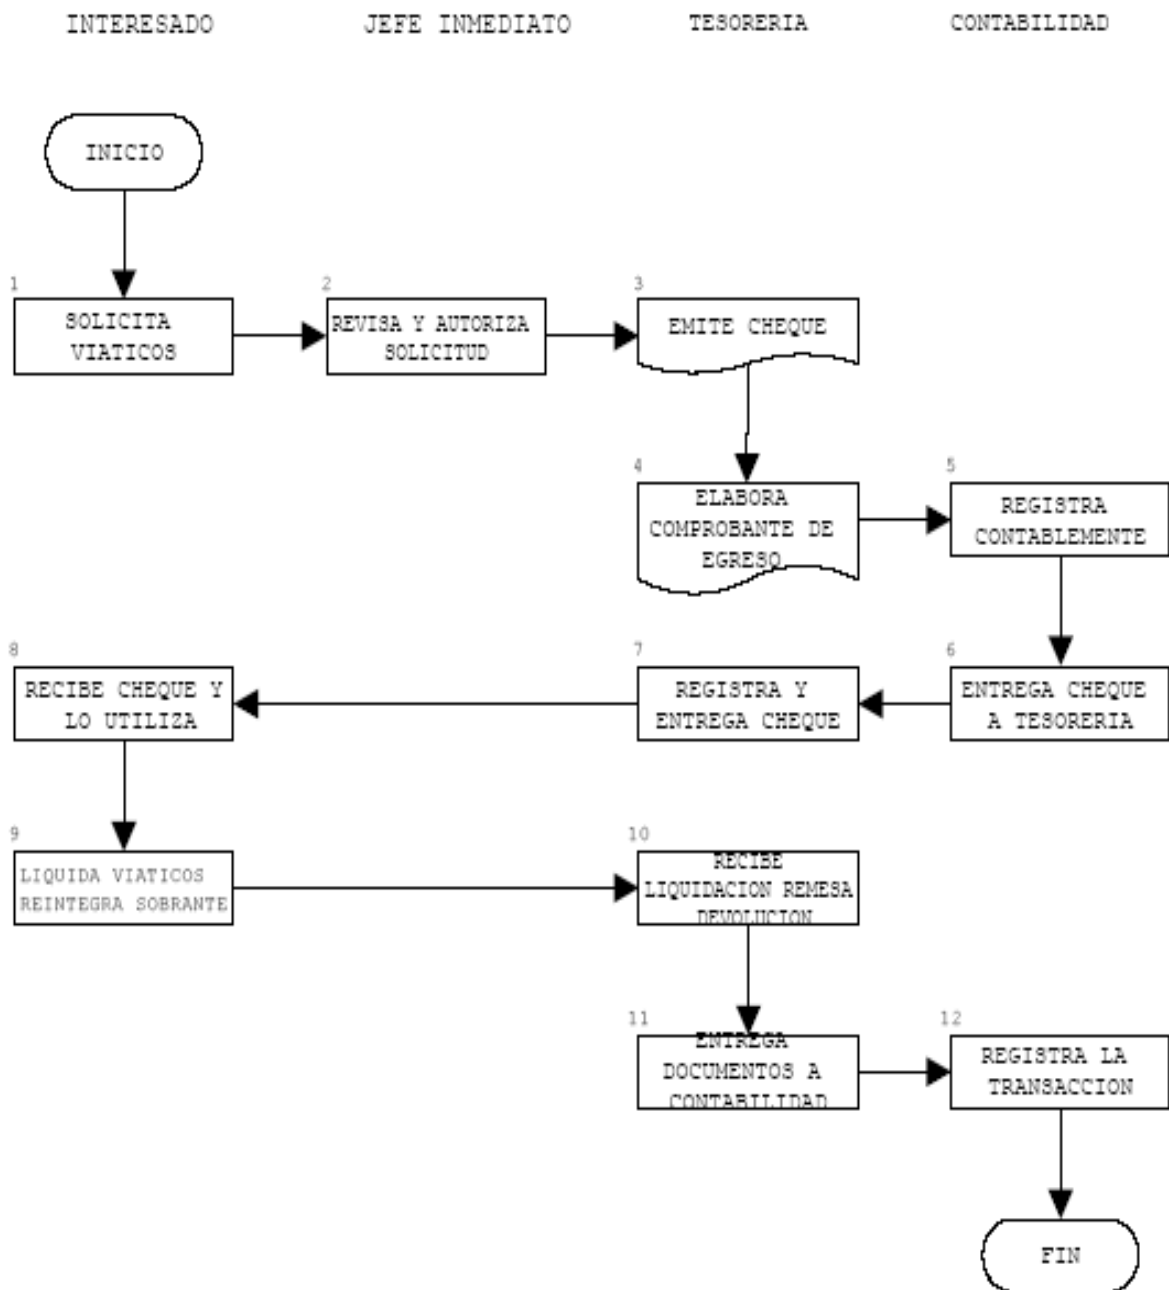 INTERESADO JEFE INMEDIATO TESORERIA CONTABILIDAD
INICIO
1
SOLICITA
VIATICOS
2
REVISA Y AUTORIZA
SOLICITUD
3
EMITE CHEQUE
4
ELABORA
COMPROBANTE DE
EGRESO
5
REGISTRA
CONTABLEMENTE
6
ENTREGA CHEQUE
A TESORERIA
7
REGISTRA Y
ENTREGA CHEQUE
8
RECIBE CHEQUE Y
LO UTILIZA
9
LIQUIDA VIATICOS
REINTEGRA SOBRANTE
10
RECIBE
LIQUIDACION REMESA
DEVOLUCION
11
ENTREGA
DOCUMENTOS A
CONTABILIDAD
12
REGISTRA LA
TRANSACCION
FIN